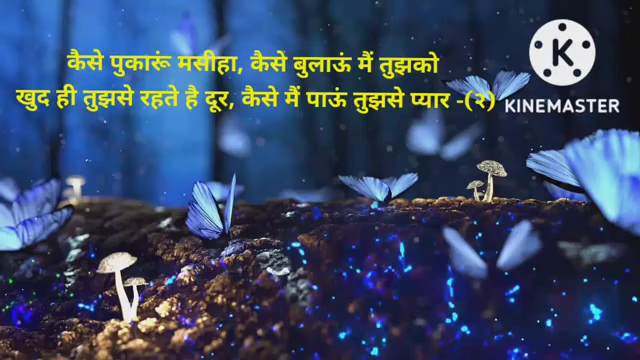 कैसे पुकारूं मसीहा, कैसे बुलाऊं मैं तुझको
खुद ही तुझसे रहते है दूर, कैसे मैं पाऊं तुझसे प्यार -(२)
K
KINEMASTER